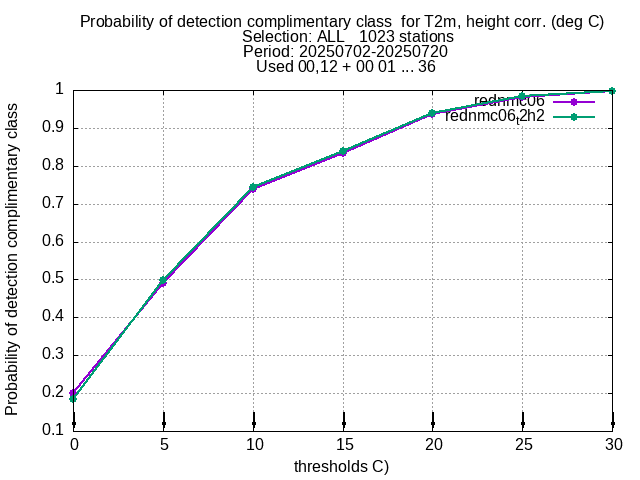 Probability of detection complimentary class  for T2m, height corr. (deg C)
Selection: ALL   1023 stations
Period: 20250702-20250720
Used 00,12 + 00 01 ... 36
rednmc06
rednmc06t2h2
Probability of detection complimentary class
1
0.9
0.8
0.7
0.6
0.5
0.4
0.3
0.2
0.1
0 5 10 15 20 25 30
thresholds C)